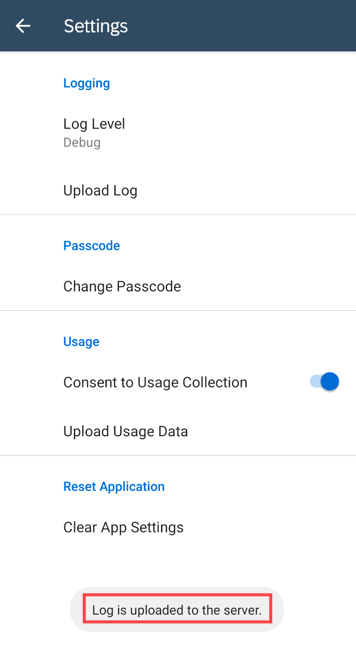 Settings
Logging
Log Level
Debug
Upload Log
Passcode
Change Passcode
Usage
Consent to Usage Collection
Upload Usage Data
Reset Application
Clear App Settings
Log is uploaded to the server.